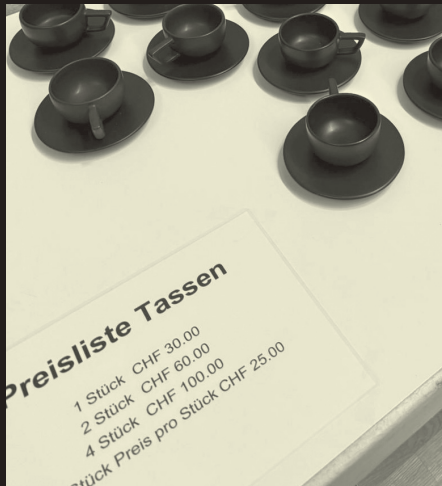 Preisliste Tassen
1 Stück CHF 30.00
2 Stück CHF 60.00
4 Stück CHF 100.00
Stück Preis pro Stück CHF 25.00